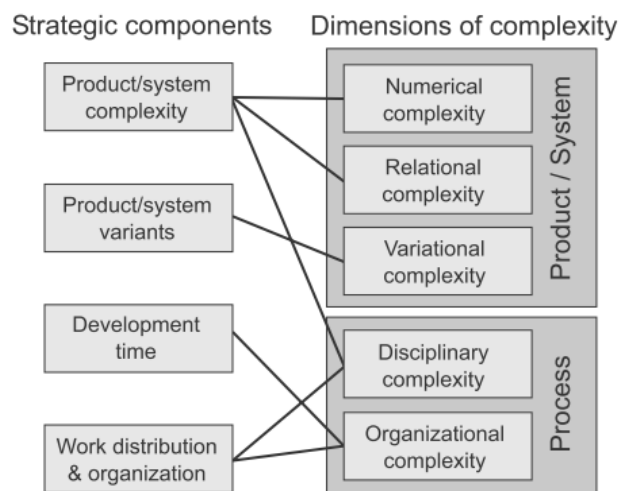 Strategic components
Dimensions of complexity
Product/system
complexity
Product/system
variants
Development
time
Work distribution
& organization
Numerical
complexity
Relational
complexity
Variational
complexity
Product / System
Disciplinary
complexity
Organizational
complexity
Process